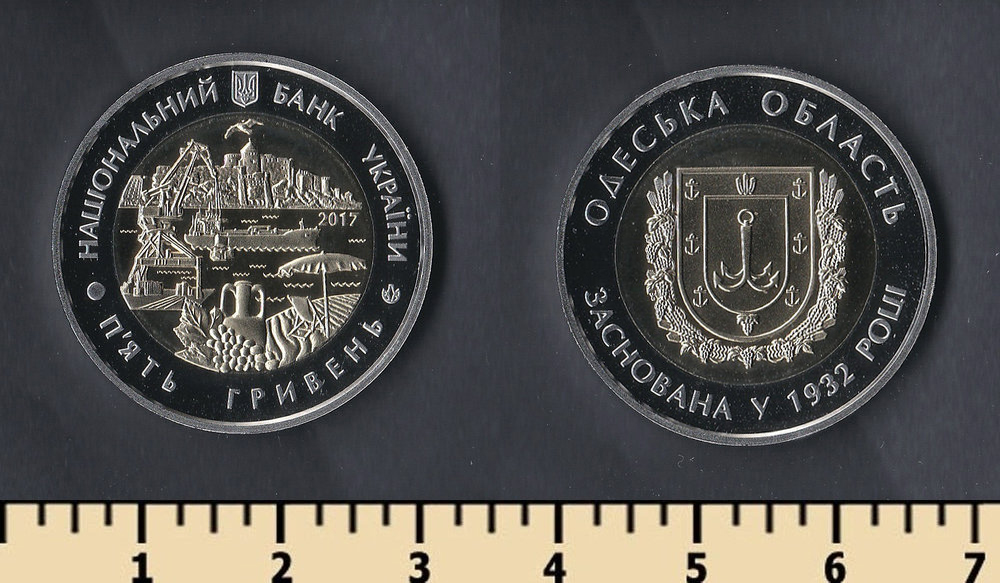 НАЦІОНАЛЬНИЙ БАНК УКРАЇНИ
2017
П'ЯТЬ ГРИВЕНЬ
ОДЕСЬКА ОБЛАСТЬ
ЗАСНОВАНА У 1932 РОЦІ
1 2 3 4 5 6 7